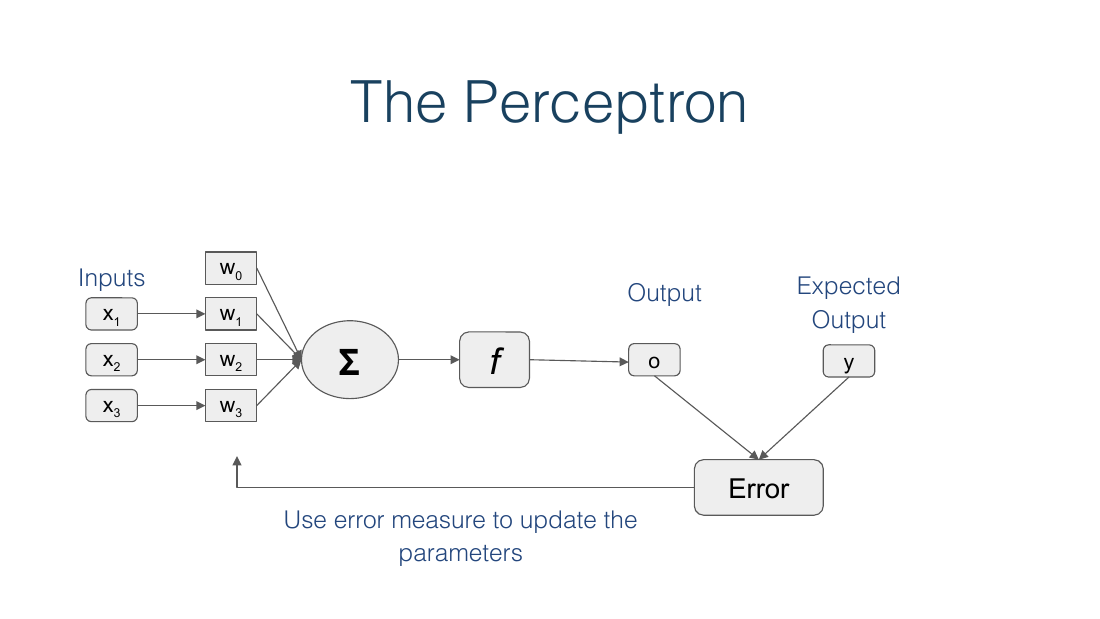 The Perceptron
Inputs
w0
x1
w1
x2
w2
x3
w3
Σ
f
Output
o
Expected
Output
y
Error
Use error measure to update the
parameters